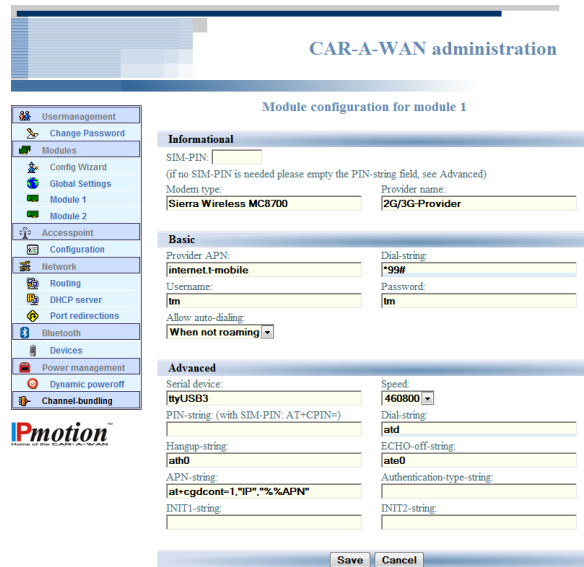 CAR-A-WAN administration
Usermanagement
Change Password
Modules
Config Wizard
Global Settings
Module 1
Module 2
Accesspoint
Configuration
Network
Routing
DHCP server
Port redirections
Bluetooth
Devices
Power management
Dynamic poweroff
Channel-bundling
IPmotion™
Home of the CAR-A-WAN
Module configuration for module 1
Informational
SIM-PIN:
(if no SIM-PIN is needed please empty the PIN-string field, see Advanced)
Modem type: Provider name:
Sierra Wireless MC8700 2G/3G-Provider
Basic
Provider APN: Dial-string:
internet.t-mobile *99#
Username: Password:
tm tm
Allow auto-dialing:
When not roaming
Advanced
Serial device: Speed:
ttyUSB3 460800
PIN-string: (with SIM-PIN: AT+CPIN=) Dial-string:
atd
Hangup-string: ECHO-off-string:
ath0 ate0
APN-string: Authentication-type-string:
at+cgdcont=1,"IP","%%APN"
INIT1-string: INIT2-string:
Save Cancel